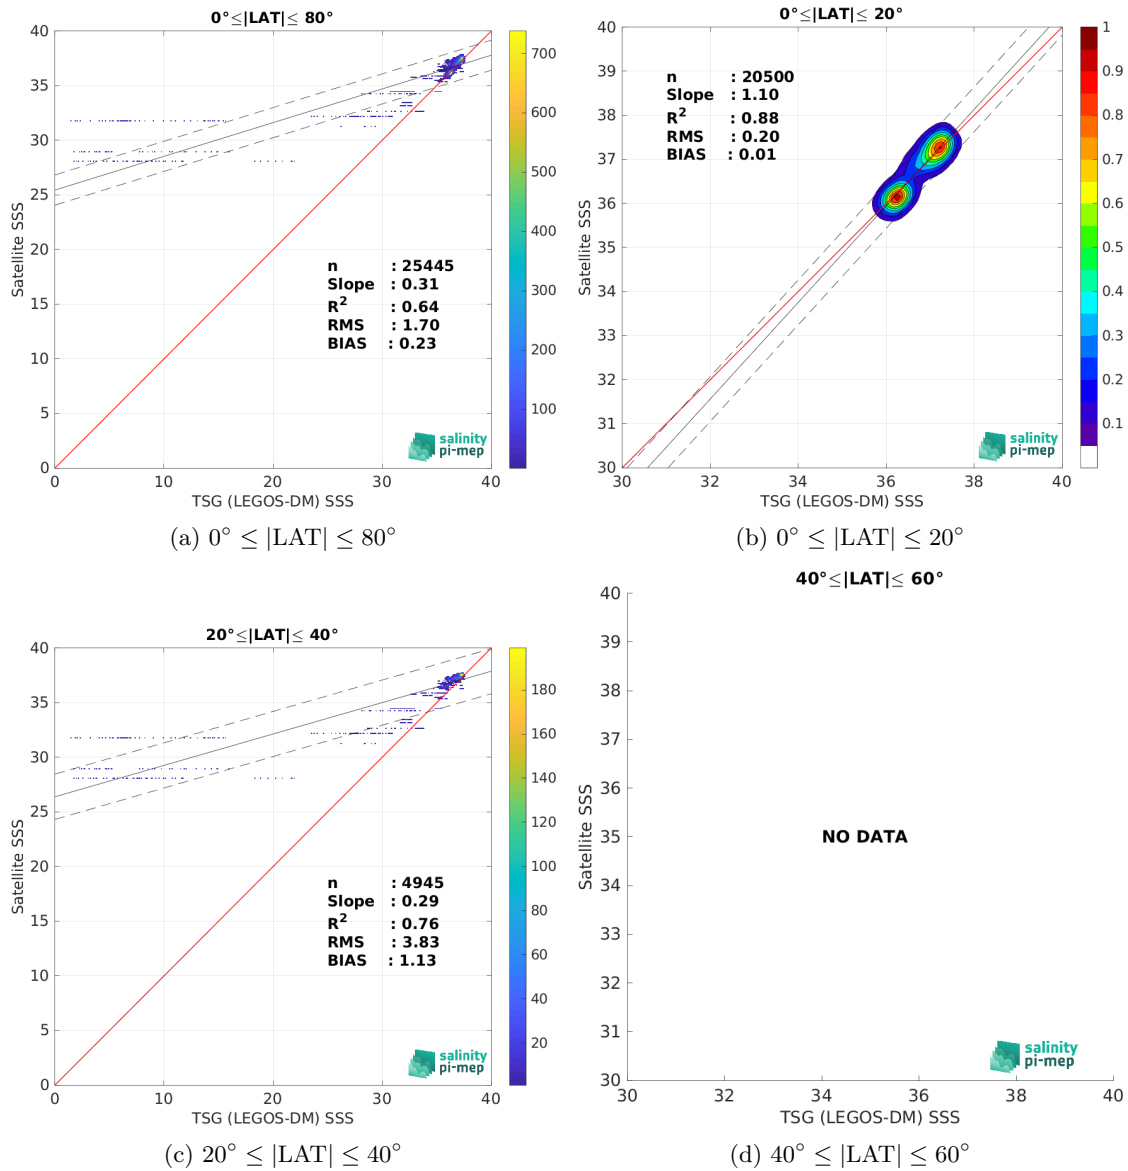 0°≤|LAT|≤ 80°
40
35
30
25
20
15
10
5
0
Satellite SSS
n : 25445
Slope : 0.31
R² : 0.64
RMS : 1.70
BIAS : 0.23
salinity
pi-mep
0 10 20 30 40
TSG (LEGOS-DM) SSS
700
600
500
400
300
200
100
(a) 0° ≤ |LAT| ≤ 80°
0°≤|LAT|≤ 20°
40
39
38
37
36
35
34
33
32
31
30
Satellite SSS
n : 20500
Slope : 1.10
R² : 0.88
RMS : 0.20
BIAS : 0.01
salinity
pi-mep
30 32 34 36 38 40
TSG (LEGOS-DM) SSS
1
0.9
0.8
0.7
0.6
0.5
0.4
0.3
0.2
0.1
(b) 0° ≤ |LAT| ≤ 20°
20°≤|LAT|≤ 40°
40
35
30
25
20
15
10
5
0
Satellite SSS
n : 4945
Slope : 0.29
R² : 0.76
RMS : 3.83
BIAS : 1.13
salinity
pi-mep
0 10 20 30 40
TSG (LEGOS-DM) SSS
180
160
140
120
100
80
60
40
20
(c) 20° ≤ |LAT| ≤ 40°
40°≤|LAT|≤ 60°
40
39
38
37
36
35
34
33
32
31
30
Satellite SSS
NO DATA
salinity
pi-mep
30 32 34 36 38 40
TSG (LEGOS-DM) SSS
(d) 40° ≤ |LAT| ≤ 60°